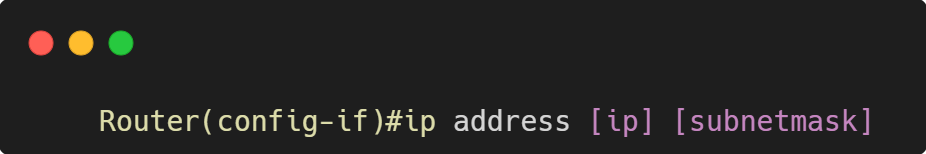 Router(config-if)#ip address [ip] [subnetmask]